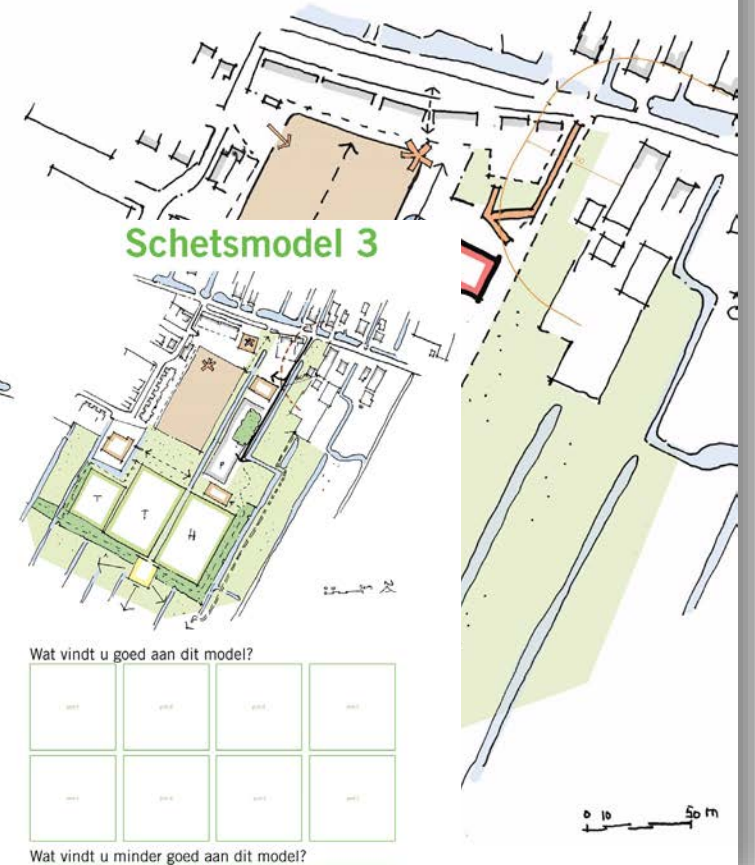 Schetsmodel 3
T
T
H
P
Wat vindt u goed aan dit model?
Wat vindt u minder goed aan dit model?
0 10 50 m